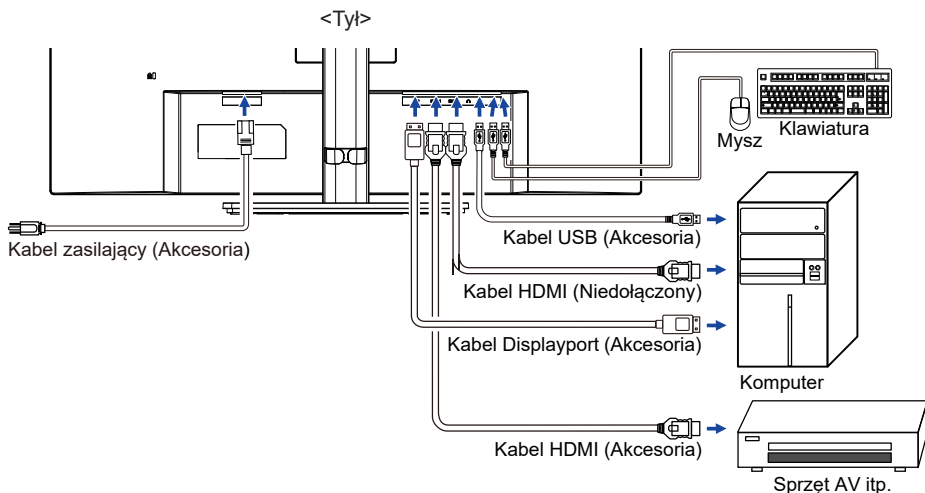 <Tył>
Mysz
Klawiatura
Kabel zasilający (Akcesoria)
Kabel USB (Akcesoria)
Kabel HDMI (Niedołączony)
Kabel Displayport (Akcesoria)
Komputer
Kabel HDMI (Akcesoria)
Sprzęt AV itp.